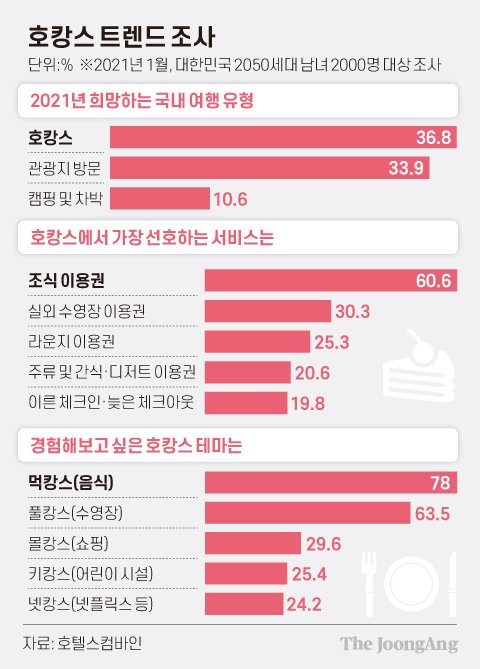 호캉스 트렌드 조사
단위:% ※2021년 1월, 대한민국 2050세대 남녀 2000명 대상 조사
2021년 희망하는 국내 여행 유형
호캉스 36.8
관광지 방문 33.9
캠핑 및 차박 10.6
호캉스에서 가장 선호하는 서비스는
조식 이용권 60.6
실외 수영장 이용권 30.3
라운지 이용권 25.3
주류 및 간식·디저트 이용권 20.6
이른 체크인·늦은 체크아웃 19.8
경험해보고 싶은 호캉스 테마는
먹캉스(음식) 78
풀캉스(수영장) 63.5
몰캉스(쇼핑) 29.6
키캉스(어린이 시설) 25.4
넷캉스(넷플릭스 등) 24.2
자료: 호텔스컴바인 The JoongAng